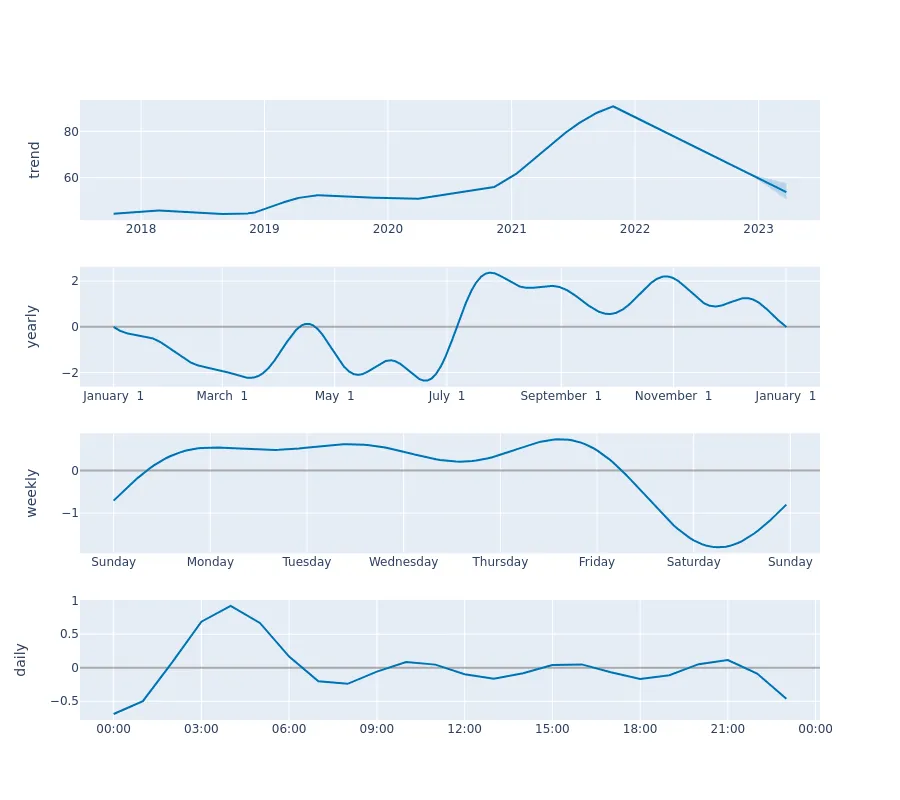 trend
80
60
2018 2019 2020 2021 2022 2023
yearly
2
0
−2
January 1 March 1 May 1 July 1 September 1 November 1 January 1
weekly
0
−1
Sunday Monday Tuesday Wednesday Thursday Friday Saturday Sunday
daily
1
0.5
0
−0.5
00:00 03:00 06:00 09:00 12:00 15:00 18:00 21:00 00:00